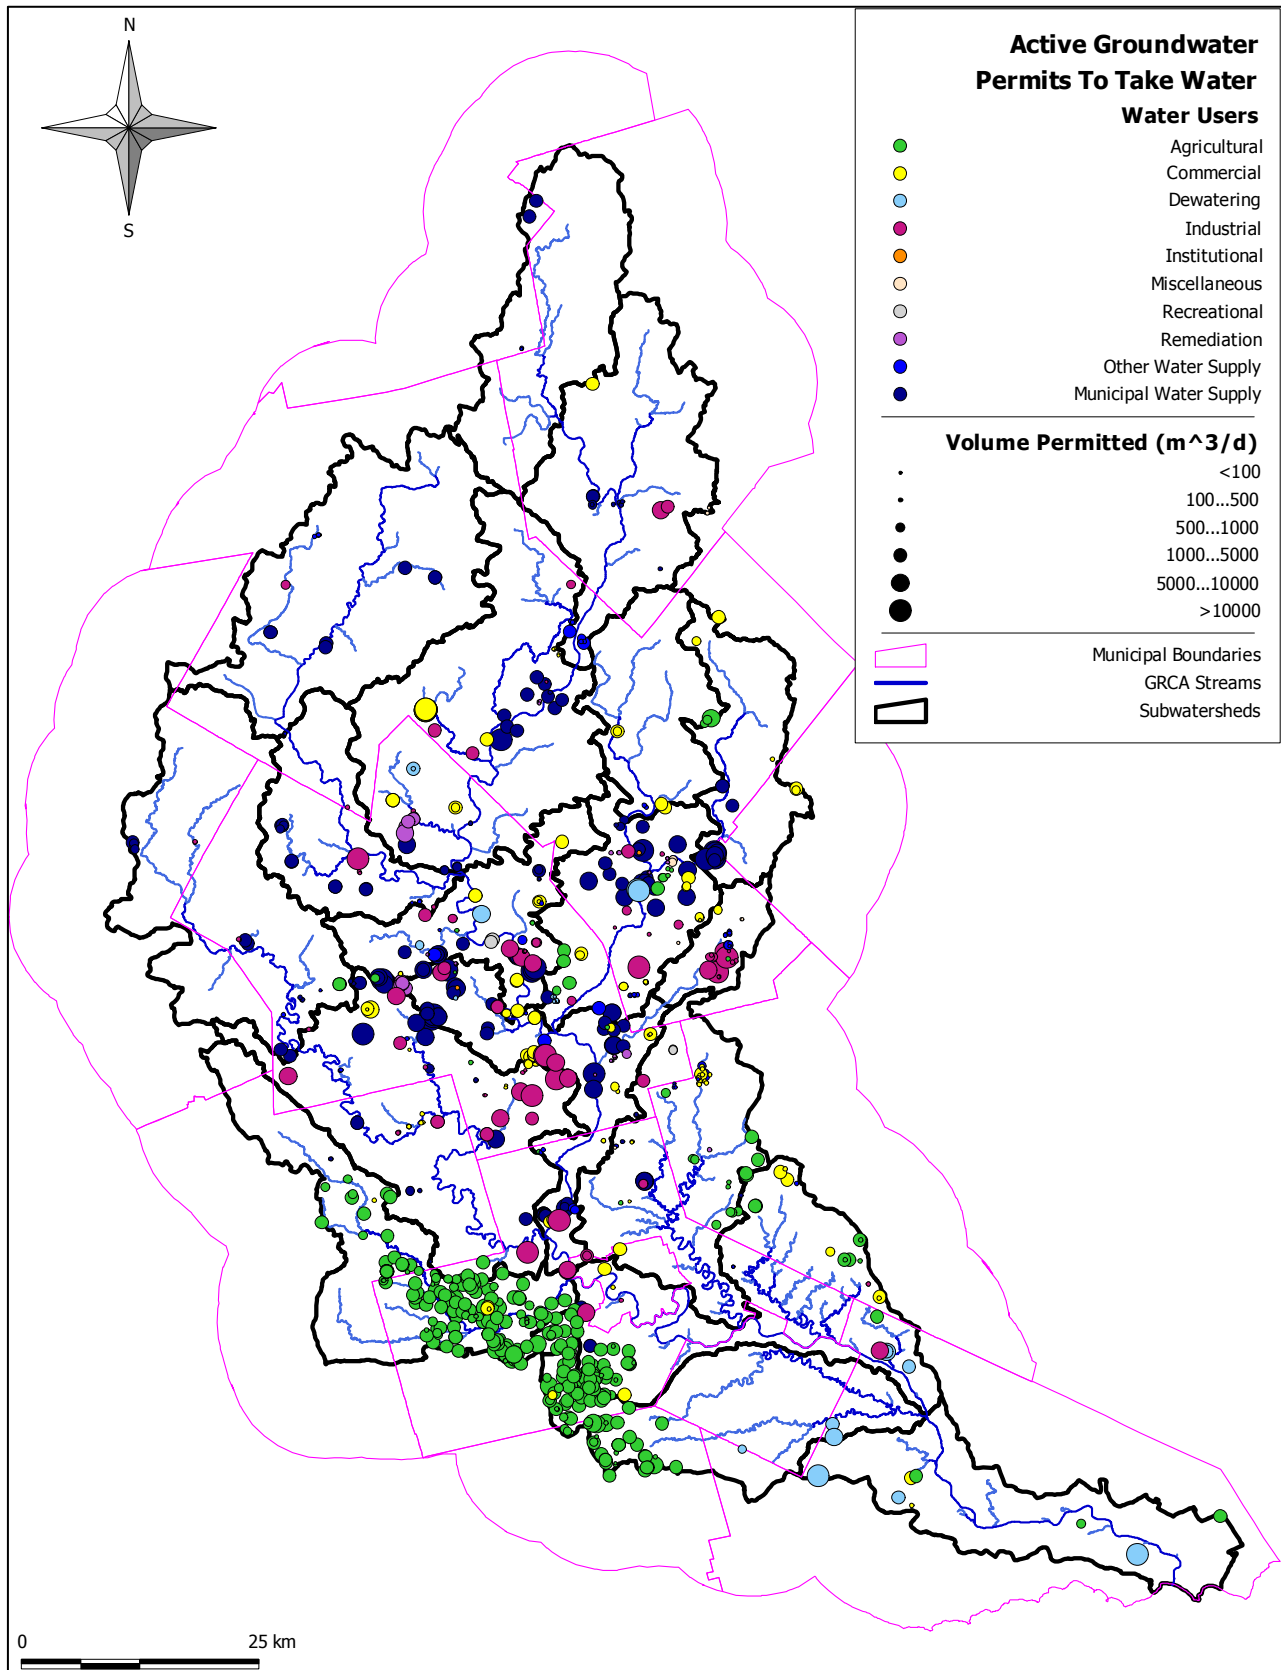 N
S
Active Groundwater
Permits To Take Water
Water Users
Agricultural
Commercial
Dewatering
Industrial
Institutional
Miscellaneous
Recreational
Remediation
Other Water Supply
Municipal Water Supply
Volume Permitted (m^3/d)
<100
100...500
500...1000
1000...5000
5000...10000
>10000
Municipal Boundaries
GRCA Streams
Subwatersheds
0 25 km